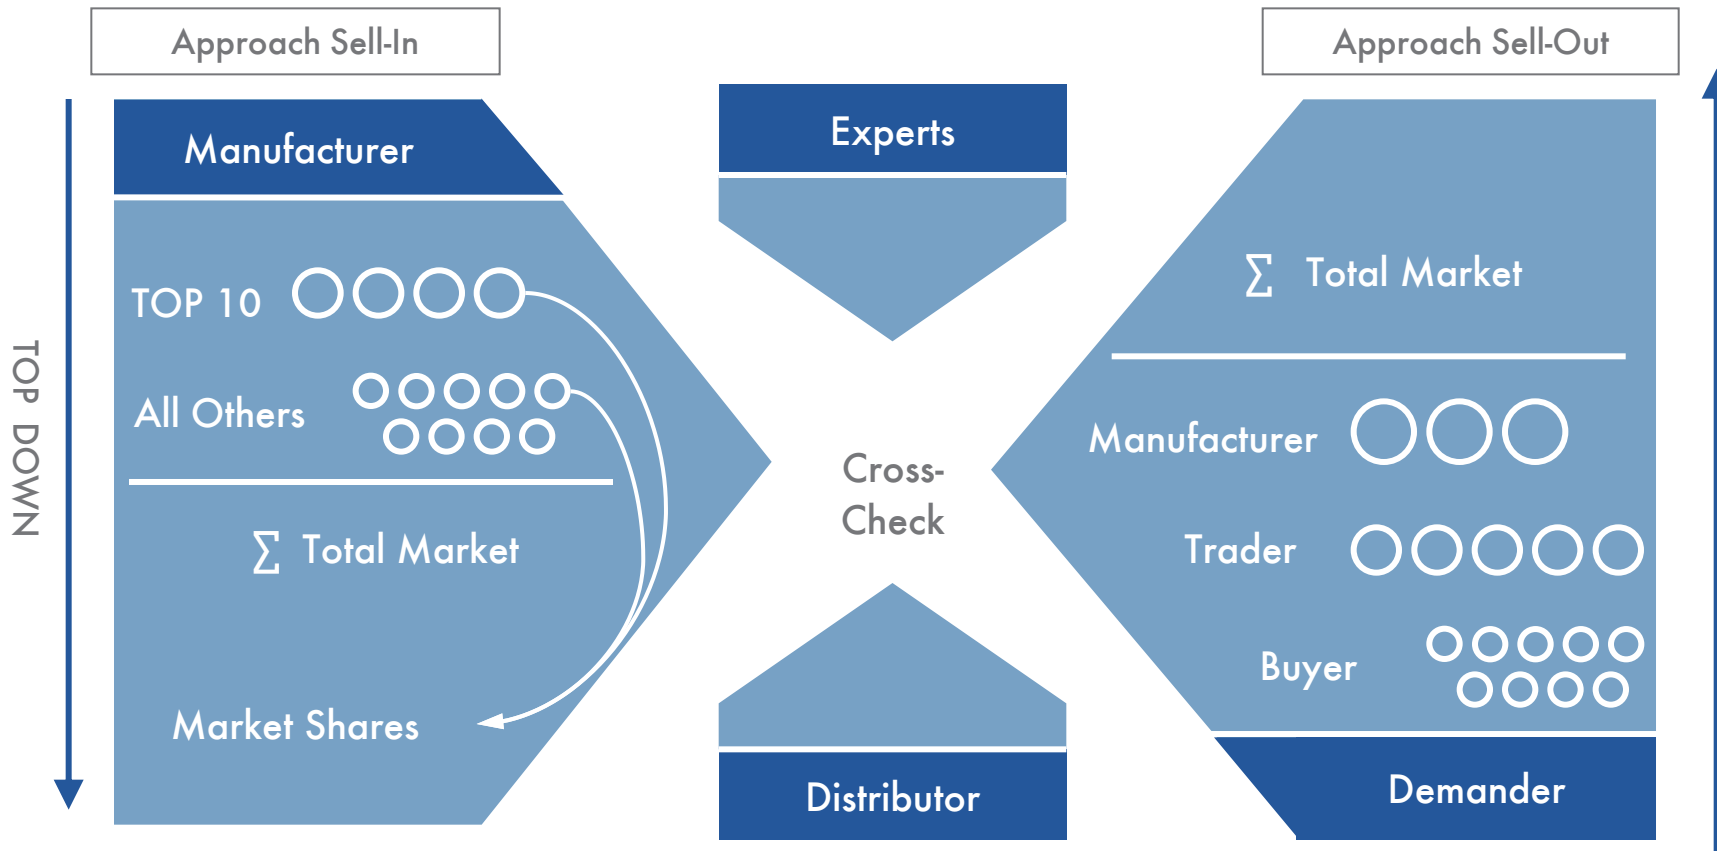 Approach Sell-In
TOP DOWN
Manufacturer
TOP 10
All Others
∑ Total Market
Market Shares
Experts
Cross-
Check
Distributor
Approach Sell-Out
∑ Total Market
Manufacturer
Trader
Buyer
Demander